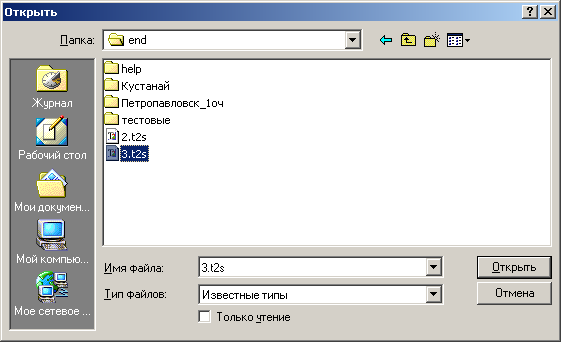 Открыть
Папка: end
Журнал
Рабочий стол
Мои докумен...
Мой компью...
Мое сетевое ...
help
Кустанай
Петропавловск_1оч
тестовые
2.t2s
3.t2s
Имя файла: 3.t2s Открыть
Тип файлов: Известные типы Отмена
Только чтение